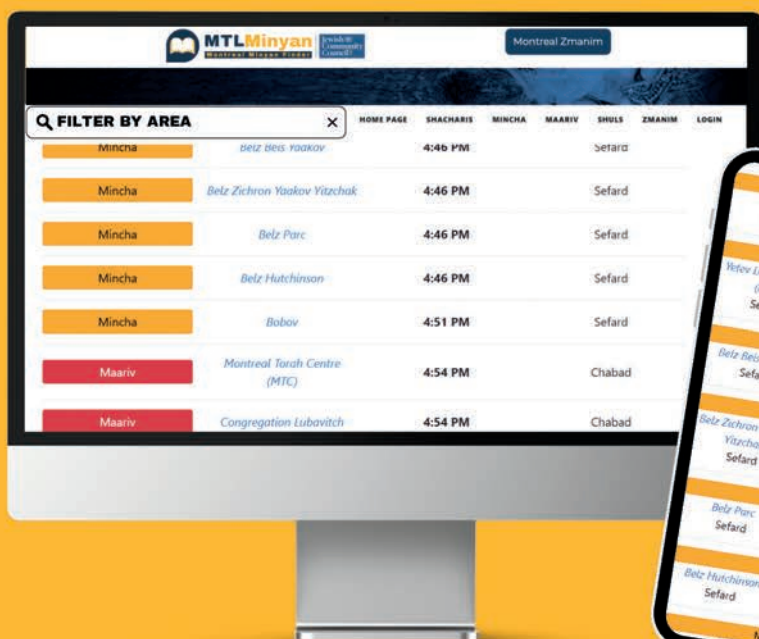 MTLMinyan
Montreal Minyan Finder
Jewish
Community
Council
Montreal Zmanim
FILTER BY AREA ×
HOME PAGE SHACHARIS MINCHA MAARIV SHULS ZMANIM LOGIN
Mincha Belz Beis Yaakov 4:46 PM Sefard
Mincha Belz Zichron Yaakov Yitzchak 4:46 PM Sefard
Mincha Belz Parc 4:46 PM Sefard
Mincha Belz Hutchinson 4:46 PM Sefard
Mincha Bobov 4:51 PM Sefard
Maariv Montreal Torah Centre
(MTC) 4:54 PM Chabad
Maariv Congregation Lubavitch 4:54 PM Chabad
Yetev
Belz Beis
Belz Zichron
Sefard
Belz Parc
Sefard
Belz Hutchinson
Sefard